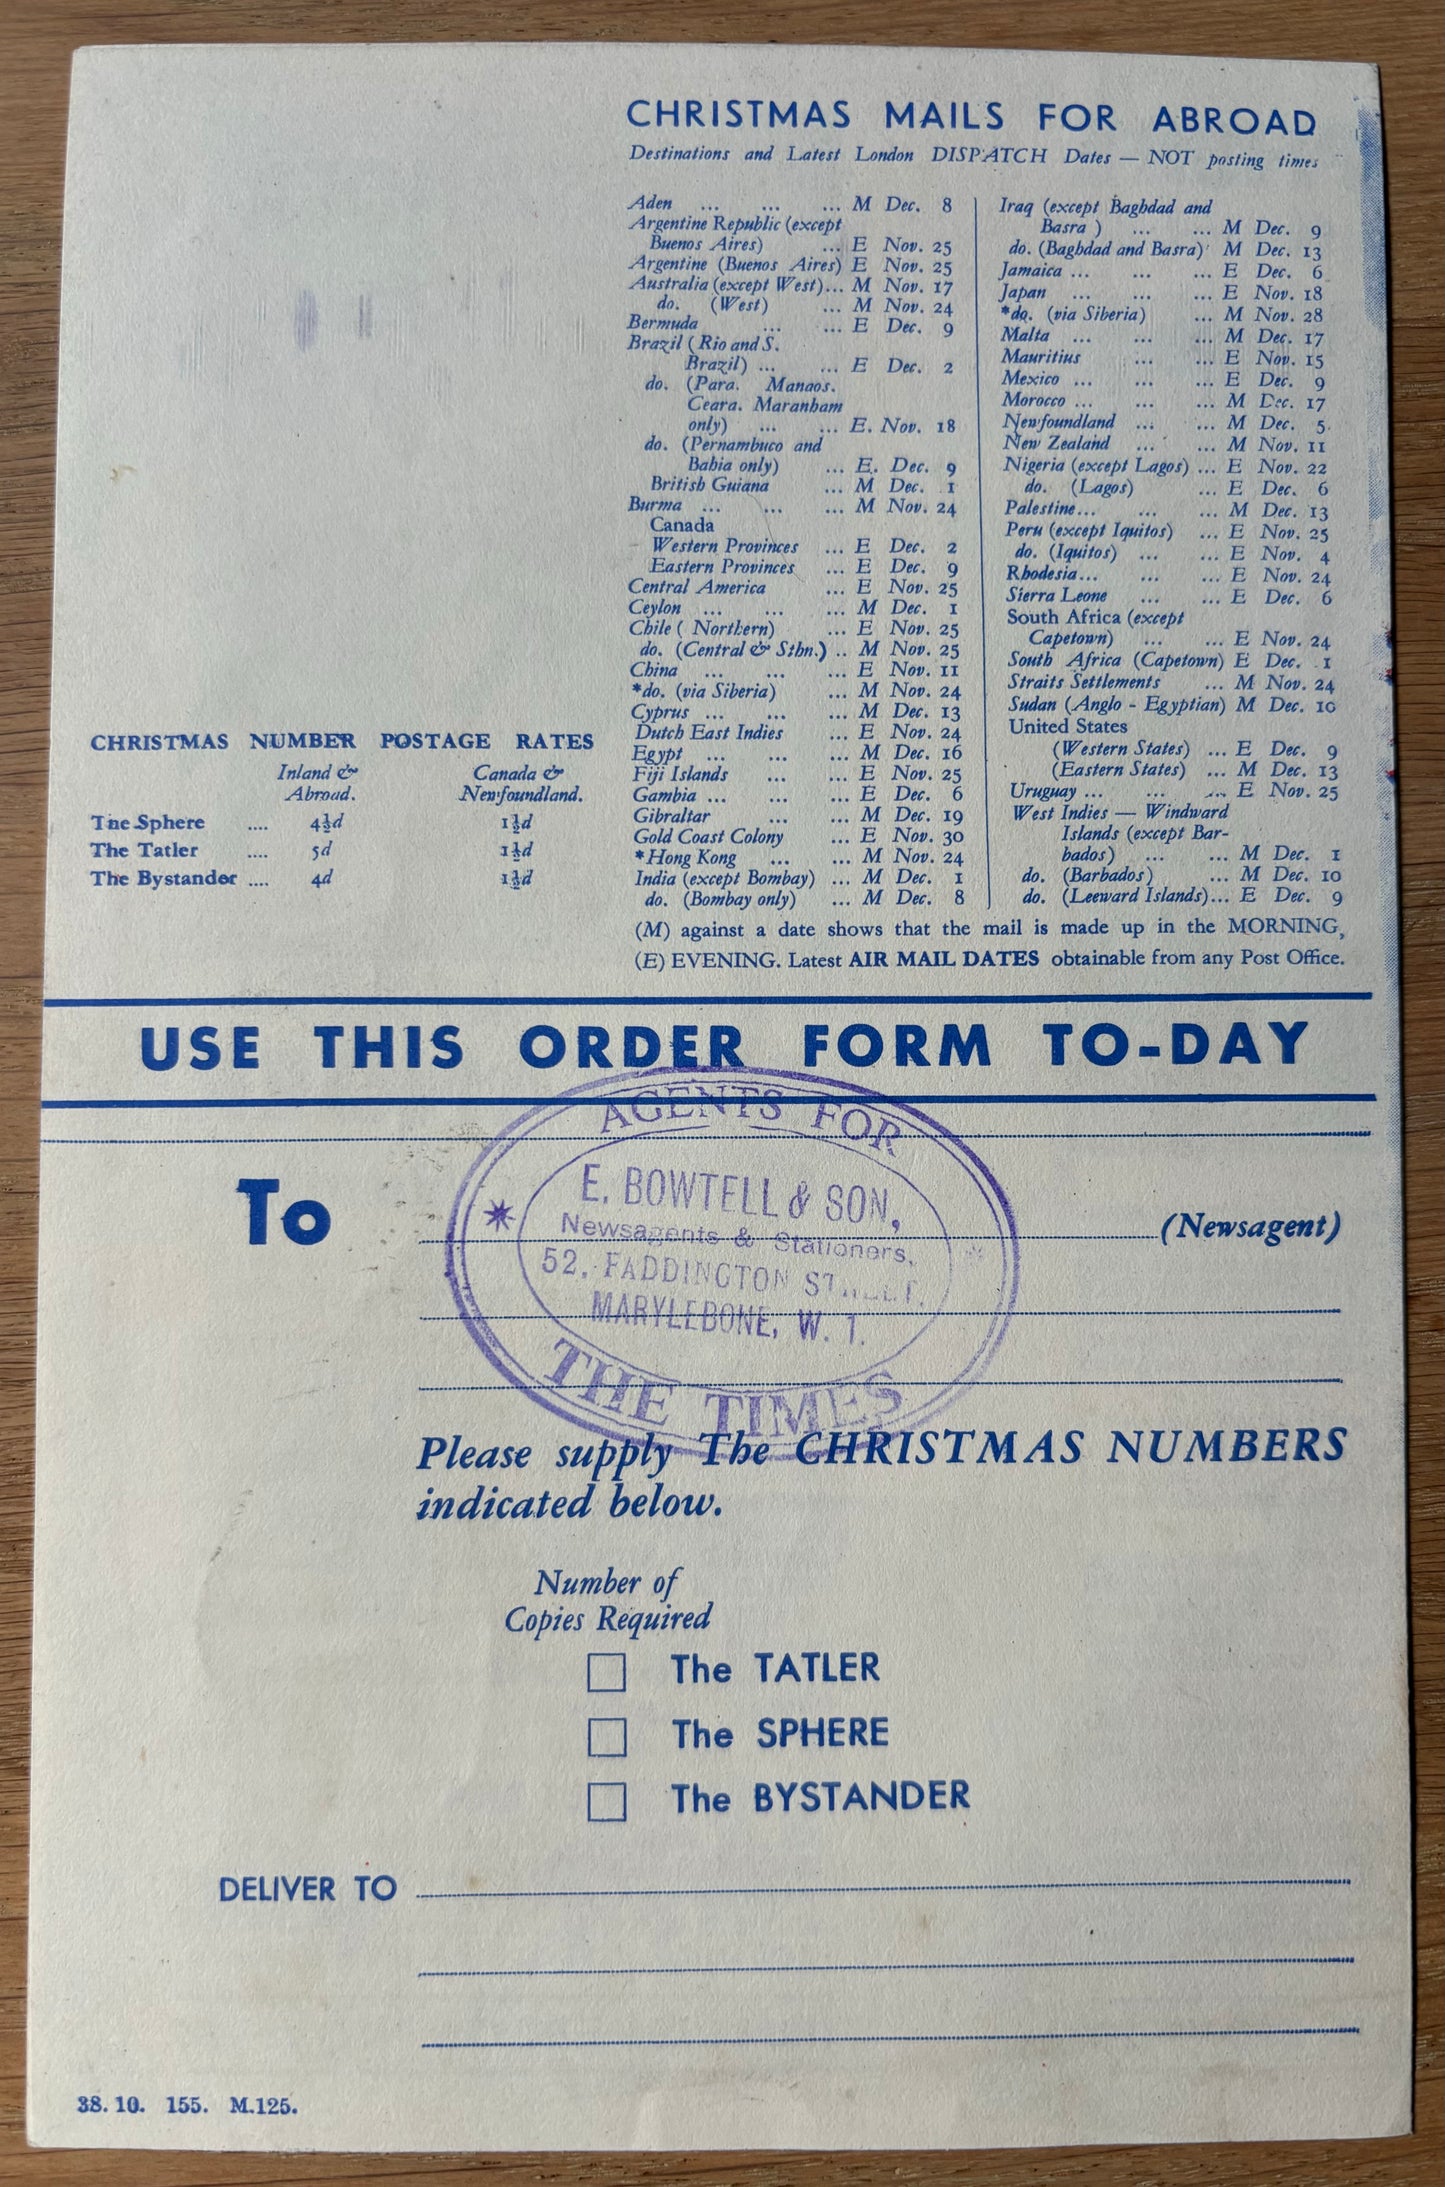 CHRISTMAS MAILS FOR ABROAD
Destinations and Latest London DISPATCH Dates — NOT posting times
Aden ... ... ... M Dec. 8
Argentine Republic (except
Buenos Aires) ... E Nov. 25
Argentine (Buenos Aires) E Nov. 25
Australia (except West)... M Nov. 17
do. (West) ... M Nov. 24
Bermuda ... ... E Dec. 9
Brazil (Rio and S.
Brazil) ... ... E Dec. 2
do. (Para. Manaos.
Ceara. Maranham
only) ... ... E. Nov. 18
do. (Pernambuco and
Bahia only) ... E. Dec. 9
British Guiana ... M Dec. 1
Burma ... ... ... M Nov. 24
Canada
Western Provinces ... E Dec. 2
Eastern Provinces ... E Dec. 9
Central America ... E Nov. 25
Ceylon ... ... ... M Dec. 1
Chile ( Northern) ... E Nov. 25
do. (Central & Sthn.) .. M Nov. 25
China ... ... ... E Nov. 11
*do. (via Siberia) ... M Nov. 24
Cyprus ... ... ... M Dec. 13
Dutch East Indies ... E Nov. 24
Egypt ... ... ... M Dec. 16
Fiji Islands ... ... E Nov. 25
Gambia ... ... ... E Dec. 6
Gibraltar ... ... M Dec. 19
Gold Coast Colony ... E Nov. 30
*Hong Kong ... ... M Nov. 24
India (except Bombay) ... M Dec. 1
do. (Bombay only) ... M Dec. 8
Iraq (except Baghdad and
Basra ) ... ... M Dec. 9
do. (Baghdad and Basra) M Dec. 13
Jamaica ... ... ... E Dec. 6
Japan ... ... ... E Nov. 18
*do. (via Siberia) ... M Nov. 28
Malta ... ... ... M Dec. 17
Mauritius ... ... E Nov. 15
Mexico ... ... ... E Dec. 9
Morocco ... ... ... M Dec. 17
Newfoundland ... ... M Dec. 5
New Zealand ... ... M Nov. 11
Nigeria (except Lagos) ... E Nov. 22
do. (Lagos) ... E Dec. 6
Palestine... ... ... M Dec. 13
Peru (except Iquitos) ... E Nov. 25
do. (Iquitos) ... ... E Nov. 4
Rhodesia... ... ... E Nov. 24
Sierra Leone ... ... E Dec. 6
South Africa (except
Capetown) ... ... E Nov. 24
South Africa (Capetown) E Dec. 1
Straits Settlements ... M Nov. 24
Sudan (Anglo - Egyptian) M Dec. 10
United States
(Western States) ... E Dec. 9
(Eastern States) ... M Dec. 13
Uruguay ... ... ... E Nov. 25
West Indies — Windward
Islands (except Bar-
bados) ... ... M Dec. 1
do. (Barbados) ... M Dec. 10
do. (Leeward Islands)... E Dec. 9
(M) against a date shows that the mail is made up in the MORNING,
(E) EVENING. Latest AIR MAIL DATES obtainable from any Post Office.
CHRISTMAS NUMBER POSTAGE RATES
Inland & Canada &
Abroad. Newfoundland.
The Sphere .... 4½d 1½d
The Tatler .... 5d 1½d
The Bystander .... 4d 1½d
USE THIS ORDER FORM TO-DAY
AGENTS FOR
E. BOWTELL & SON,
Newsagents & Stationers,
52, PADDINGTON STREET,
MARYLEBONE, W. 1.
THE TIMES
To (Newsagent)
Please supply The CHRISTMAS NUMBERS
indicated below.
Number of
Copies Required
The TATLER
The SPHERE
The BYSTANDER
DELIVER TO
38. 10. 155. M.125.